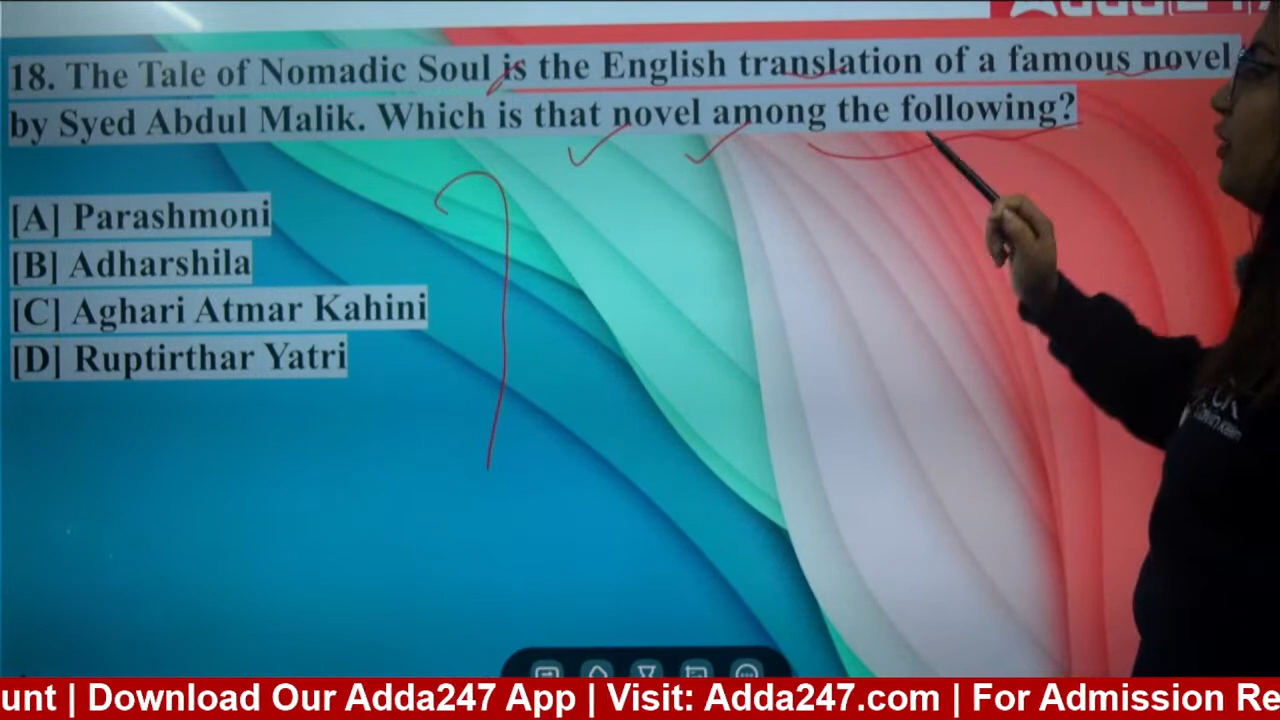 Adda247
18. The Tale of Nomadic Soul is the English translation of a famous novel
by Syed Abdul Malik. Which is that novel among the following?
[A] Parashmoni
[B] Adharshila
[C] Aghari Atmar Kahini
[D] Ruptirthar Yatri
unt | Download Our Adda247 App | Visit: Adda247.com | For Admission Re